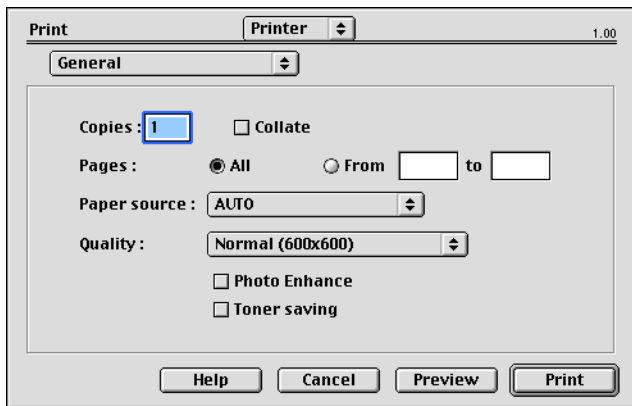 Print Printer 1.00
General
Copies : 1 Collate
Pages : All From to
Paper source : AUTO
Quality : Normal (600x600)
Photo Enhance
Toner saving
Help Cancel Preview Print